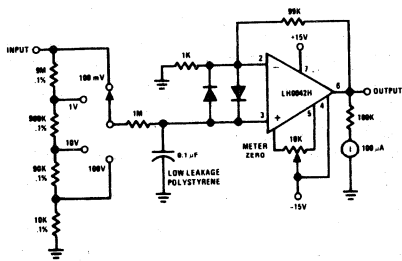 99K
+15V
INPUT
9M
.1%
100 mV
1K
2
7
1V
LH0042H
6
OUTPUT
900K
.1%
1M
3
5
4
100K
10V
10K
100V
0.1 µF
METER
ZERO
100 µA
90K
.1%
LOW LEAKAGE
POLYSTYRENE
-15V
10K
.1%